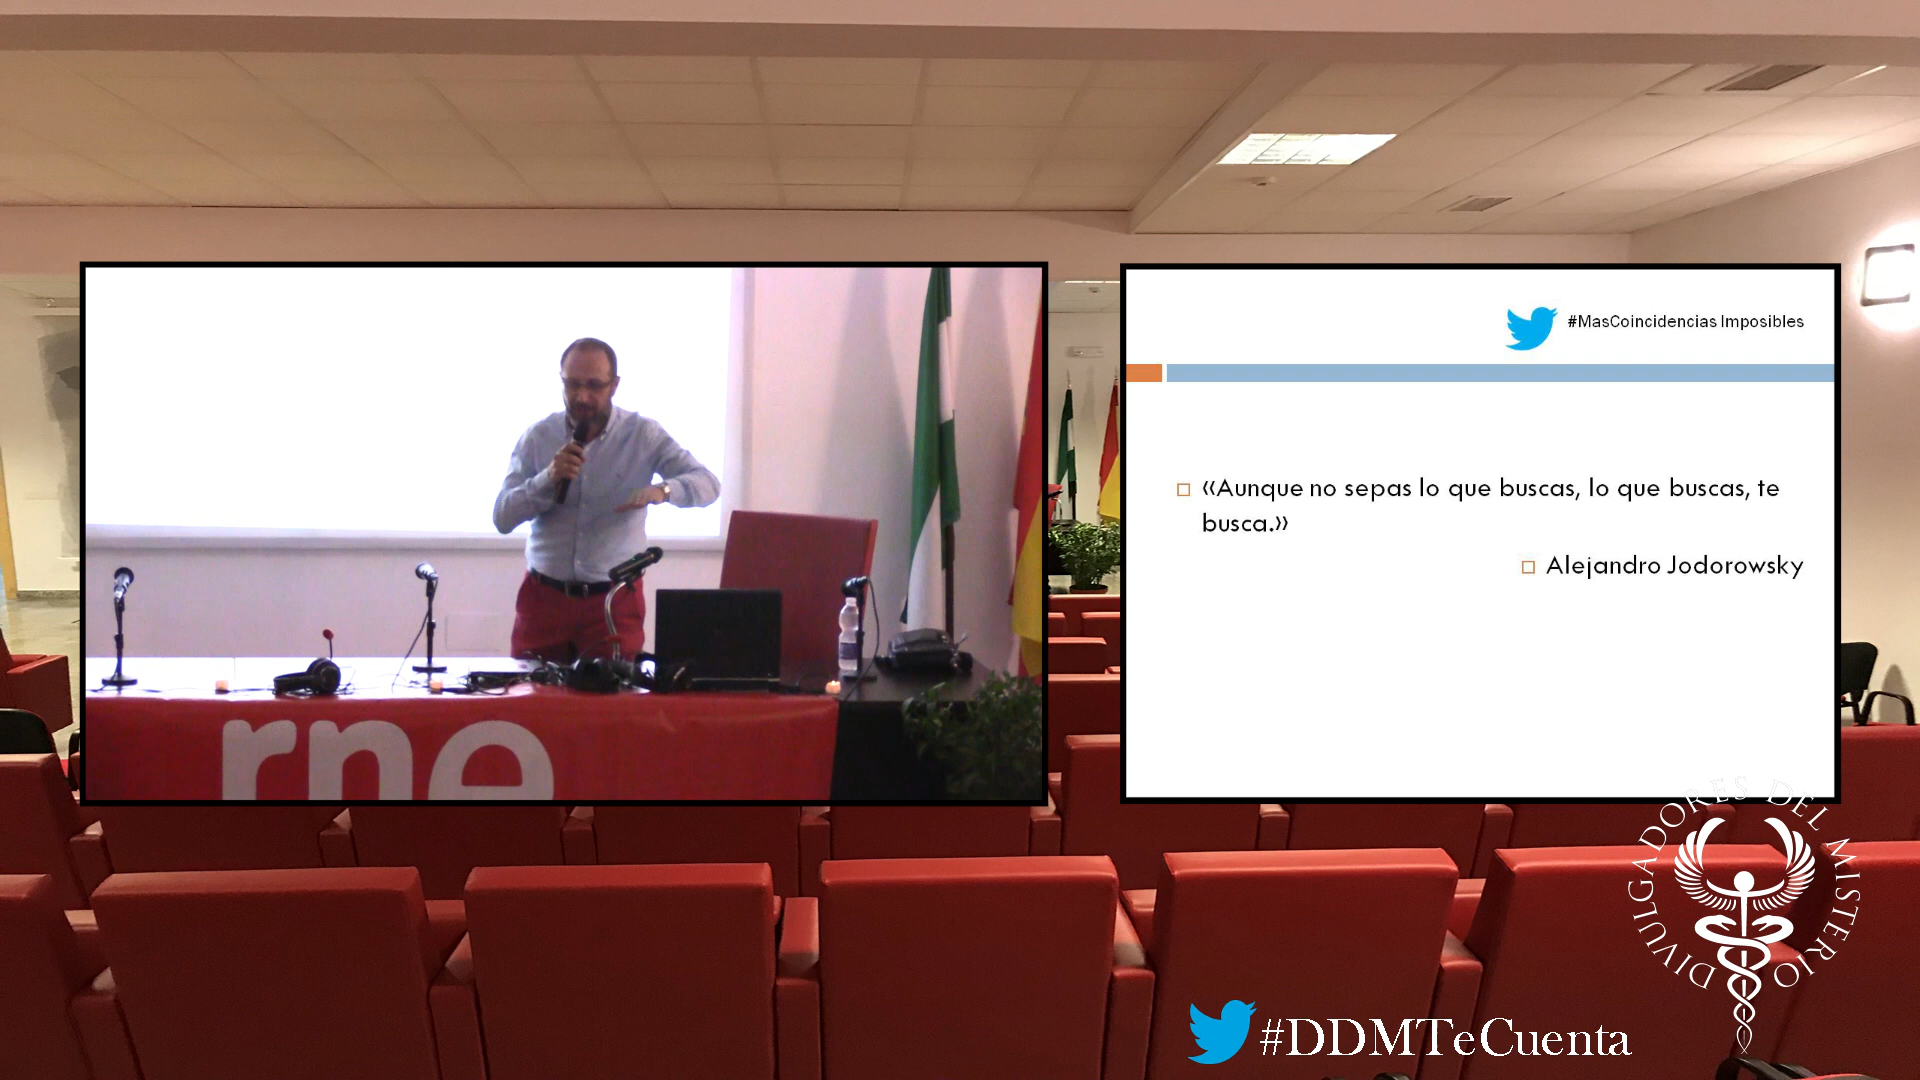 #MasCoincidencias Imposibles
«Aunque no sepas lo que buscas, lo que buscas, te
busca.»
Alejandro Jodorowsky
rne
DIVULGADORES DEL MISTERIO
#DDMTeCuenta